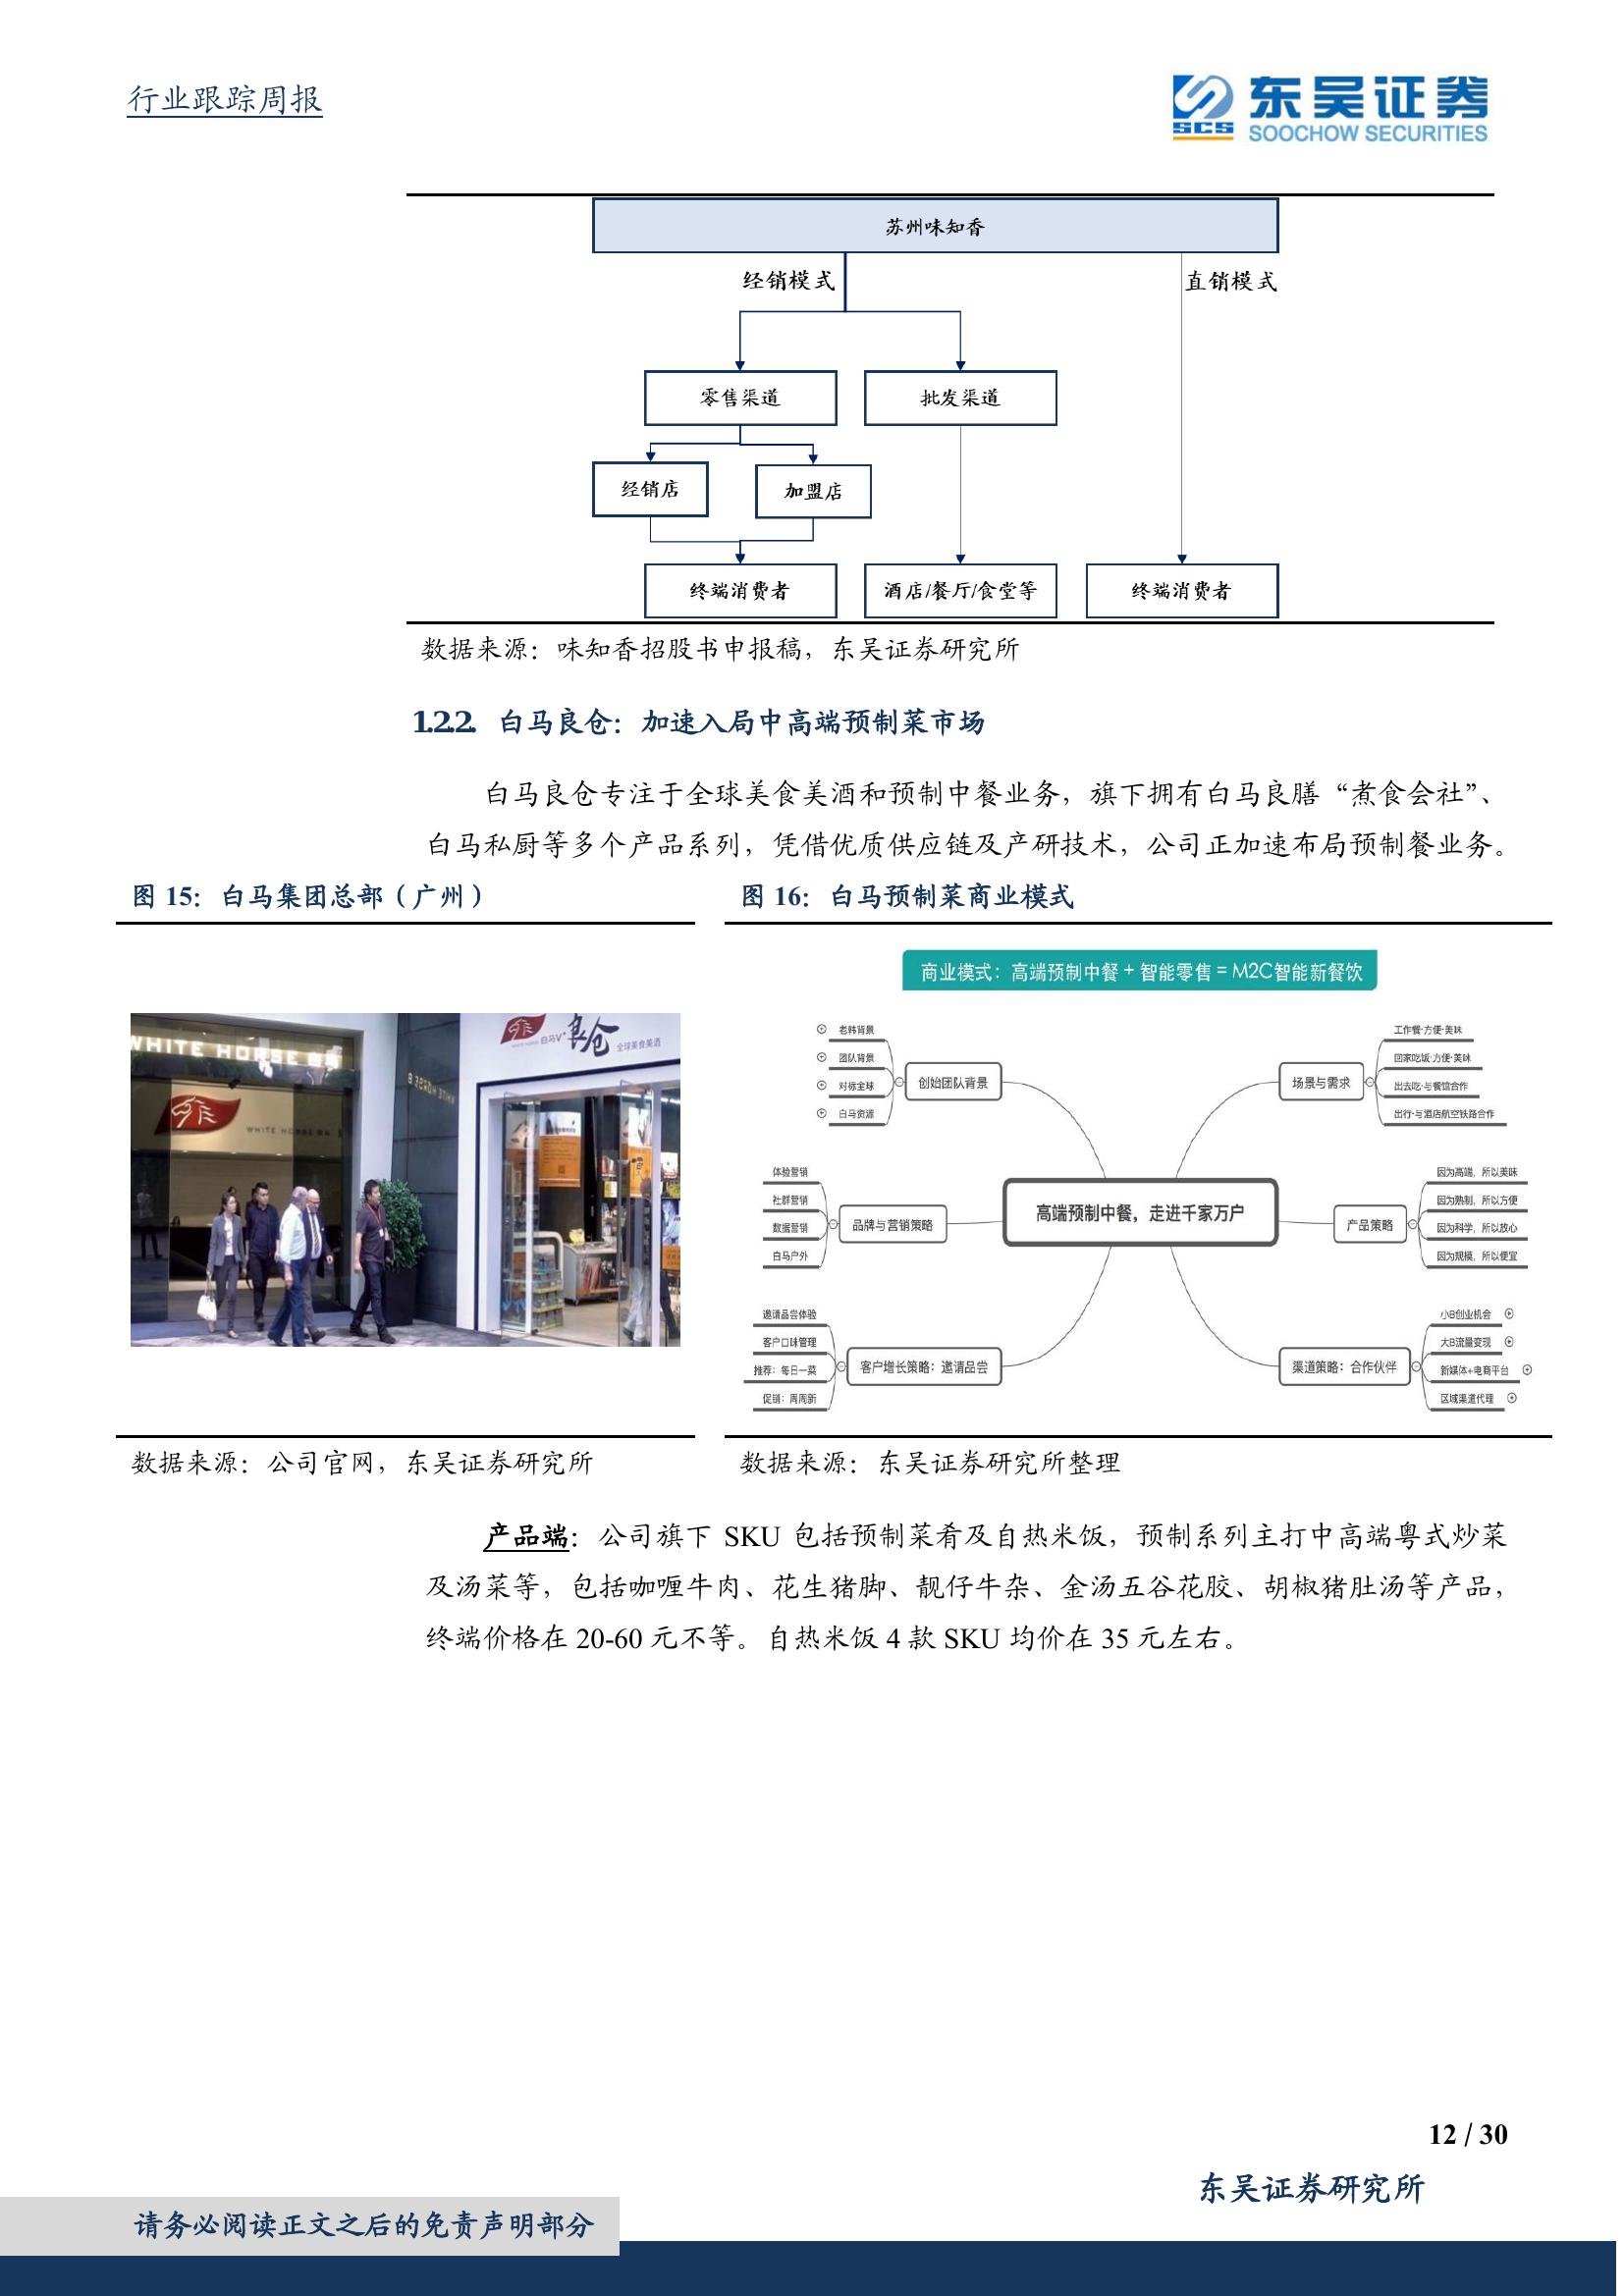 行业跟踪周报
东吴证券
SCS
SOOCHOW SECURITIES
苏州味知香
经销模式
直销模式
零售渠道
批发渠道
经销店
加盟店
终端消费者
酒店/餐厅/食堂等
终端消费者
数据来源：味知香招股书申报稿，东吴证券研究所
1.2.2. 白马良仓：加速入局中高端预制菜市场
白马良仓专注于全球美食美酒和预制中餐业务，旗下拥有白马良膳“煮食会社”、
白马私厨等多个产品系列，凭借优质供应链及产研技术，公司正加速布局预制餐业务。
图 15：白马集团总部（广州）
WHITE HORSE
WHITE HORSE
白马V+
良仓
全球美食美酒
数据来源：公司官网，东吴证券研究所
图 16：白马预制菜商业模式
商业模式：高端预制中餐 + 智能零售 = M2C智能新餐饮
老韩背景
团队背景
对标全球
白马资源
创始团队背景
场景与需求
工作餐·方便·美味
回家吃饭·方便·美味
出去吃·与餐馆合作
出行·与酒店航空铁路合作
体验营销
社群营销
数据营销
白马户外
品牌与营销策略
高端预制中餐，走进千家万户
产品策略
因为高端，所以美味
因为熟制，所以方便
因为科学，所以放心
因为规模，所以便宜
邀请品尝体验
客户口味管理
推荐：每日一菜
促销：周周新
客户增长策略：邀请品尝
渠道策略：合作伙伴
小B创业机会
大B流量变现
新媒体+电商平台
区域渠道代理
数据来源：东吴证券研究所整理
产品端：公司旗下 SKU 包括预制菜肴及自热米饭，预制系列主打中高端粤式炒菜
及汤菜等，包括咖喱牛肉、花生猪脚、靓仔牛杂、金汤五谷花胶、胡椒猪肚汤等产品，
终端价格在 20-60 元不等。自热米饭 4 款 SKU 均价在 35 元左右。
12 / 30
东吴证券研究所
请务必阅读正文之后的免责声明部分